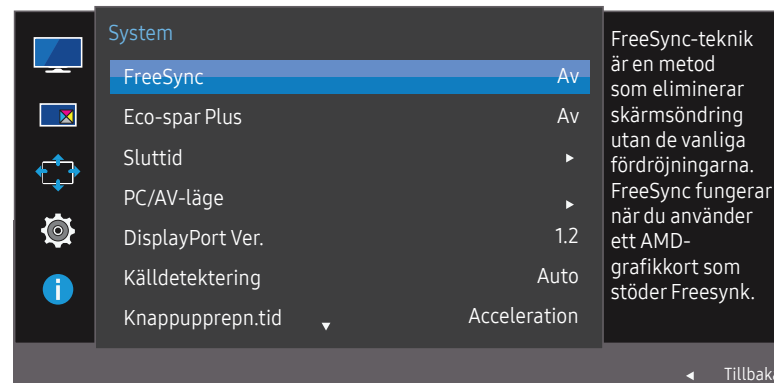 System
FreeSync Av
Eco-spar Plus Av
Sluttid
PC/AV-läge
DisplayPort Ver. 1.2
Källdetektering Auto
Knappupprepn.tid Acceleration
FreeSync-teknik
är en metod
som eliminerar
skärmsöndring
utan de vanliga
fördröjningarna.
FreeSync fungerar
när du använder
ett AMD-
grafikkort som
stöder Freesynk.
Tillbaka